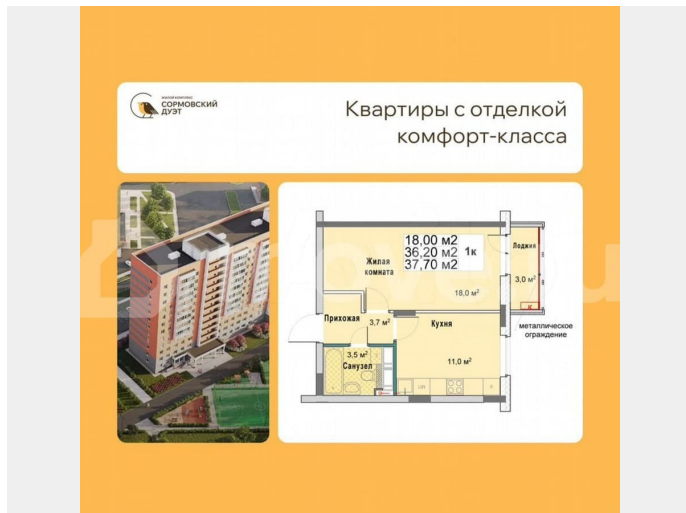 ЖИЛОЙ КОМПЛЕКС
СОРМОВСКИЙ
ДУЭТ
Квартиры с отделкой
комфорт-класса
18,00 м2
36,20 м2 1к
37,70 м2
Жилая
комната
18,0 м²
Лоджия
3,0 м²
Прихожая
3,7 м²
Кухня
11,0 м²
3,5 м²
Санузел
металлическое
ограждение